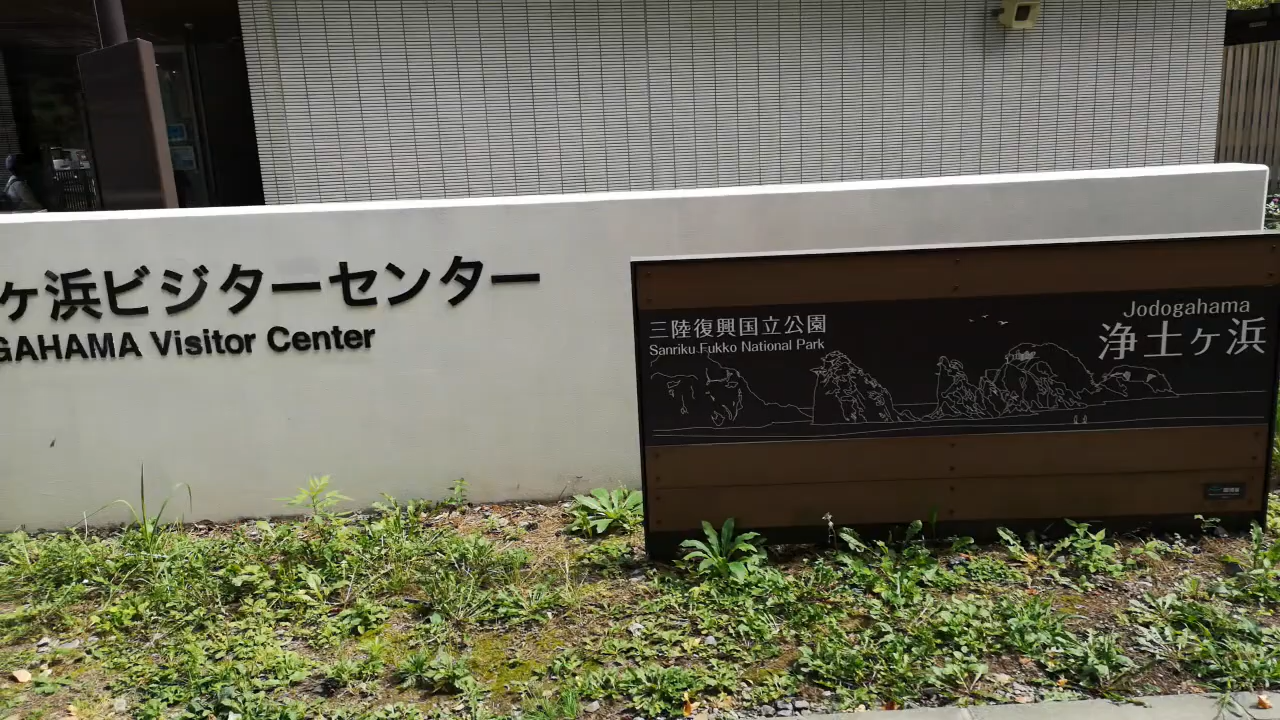 ヶ浜ビジターセンター
GAHAMA Visitor Center
三陸復興国立公園
Sanriku Fukko National Park
Jodogahama
浄土ヶ浜